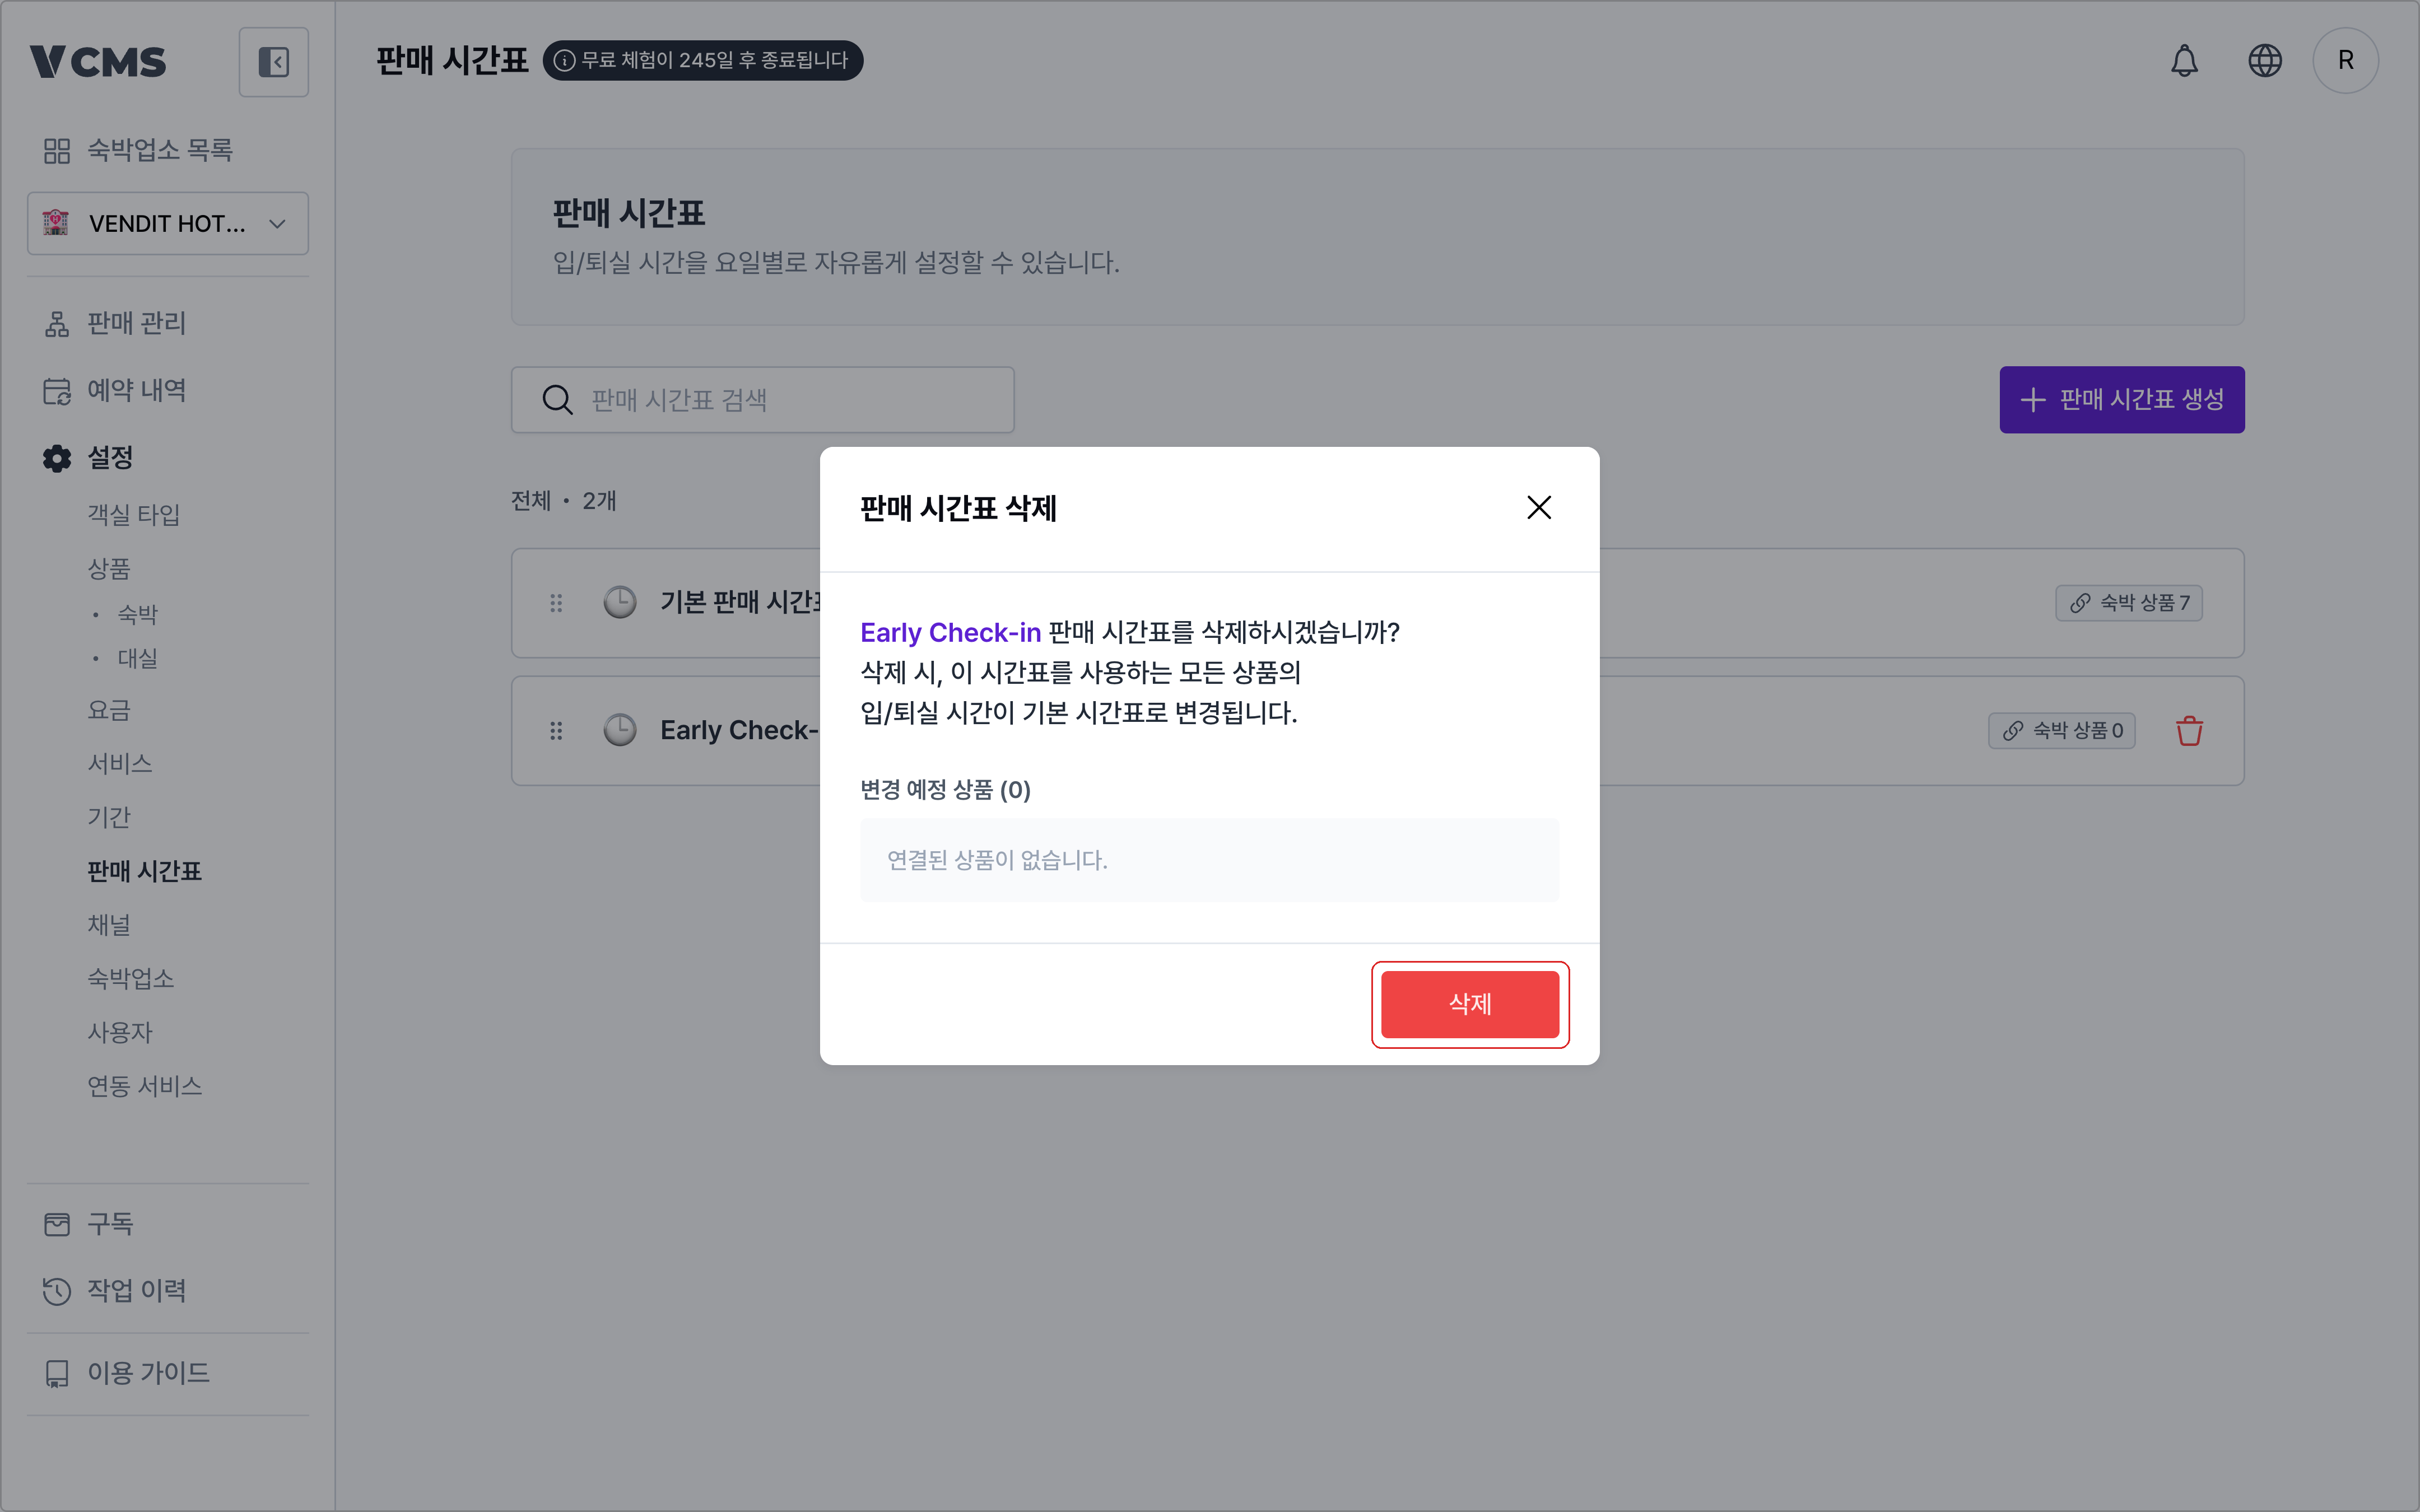 VCMS
판매 시간표
무료 체험이 245일 후 종료됩니다
R
숙박업소 목록
VENDIT HOT...
판매 관리
예약 내역
설정
객실 타입
상품
• 숙박
• 대실
요금
서비스
기간
판매 시간표
채널
숙박업소
사용자
연동 서비스
구독
작업 이력
이용 가이드
판매 시간표
입/퇴실 시간을 요일별로 자유롭게 설정할 수 있습니다.
판매 시간표 검색
판매 시간표 생성
전체 • 2개
기본 판매 시간표
숙박 상품 7
Early Check-
숙박 상품 0
판매 시간표 삭제
Early Check-in 판매 시간표를 삭제하시겠습니까?
삭제 시, 이 시간표를 사용하는 모든 상품의
입/퇴실 시간이 기본 시간표로 변경됩니다.
변경 예정 상품 (0)
연결된 상품이 없습니다.
삭제